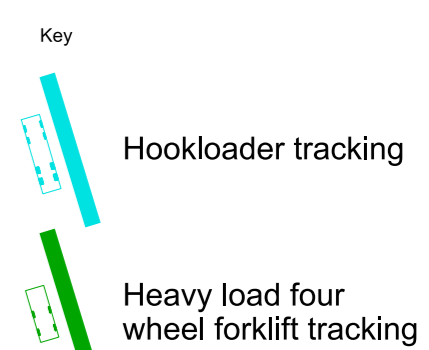 Key
Hookloader tracking
Heavy load four
wheel forklift tracking